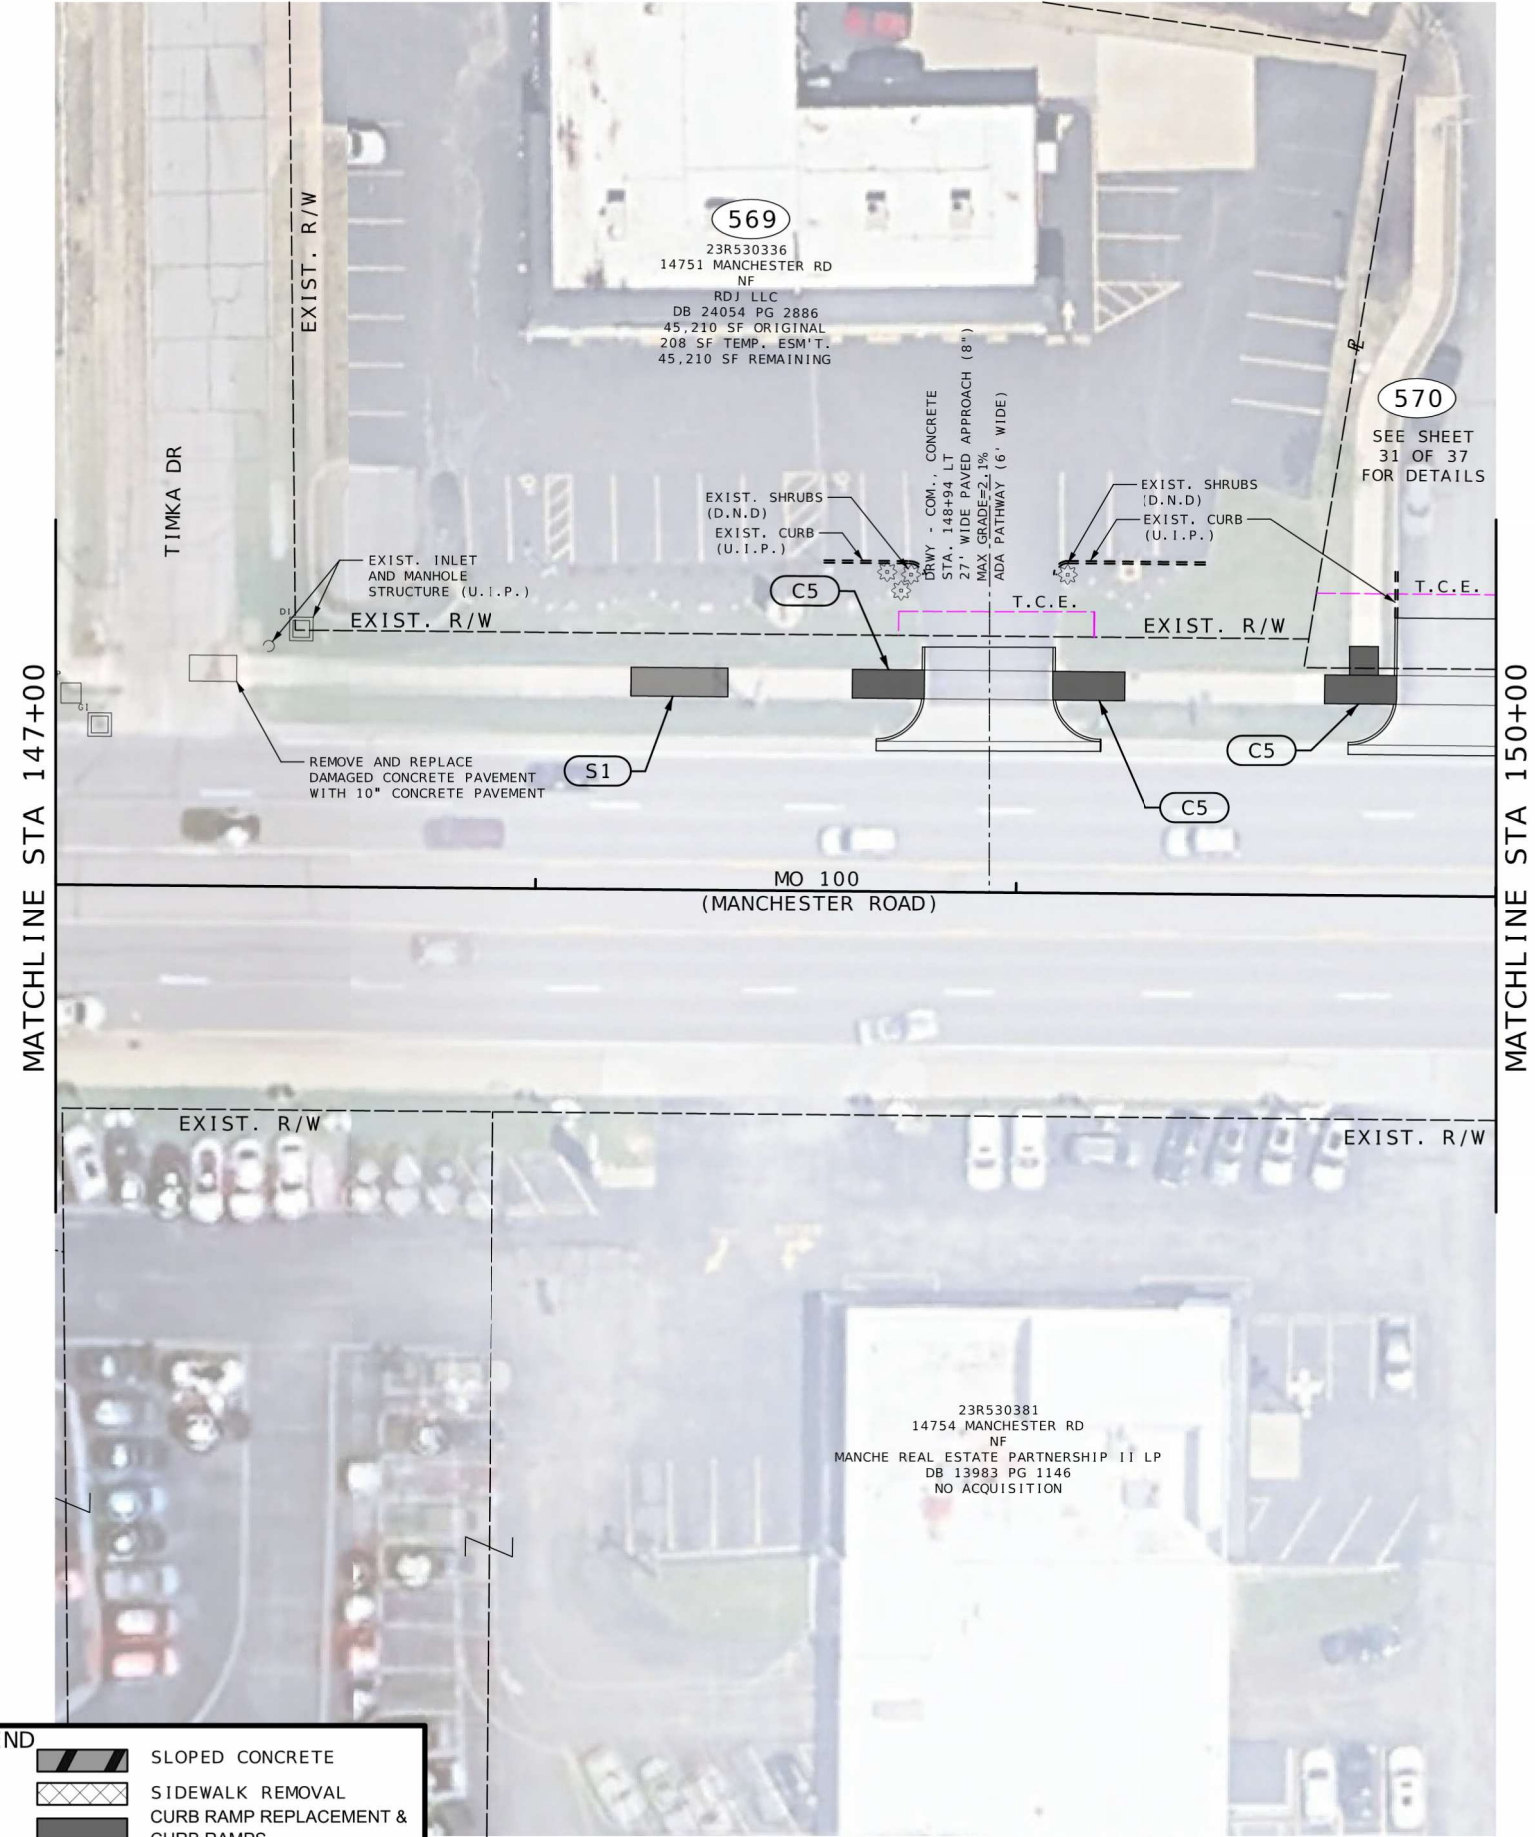 EXIST. R/W
569
23R530336
14751 MANCHESTER RD
NF
RDJ LLC
DB 24054 PG 2886
45,210 SF ORIGINAL
208 SF TEMP. ESM'T.
45,210 SF REMAINING
570
SEE SHEET
31 OF 37
FOR DETAILS
TIMKA DR
DRWY - COM., CONCRETE
STA. 148+94 LT
27' WIDE PAVED APPROACH (8")
MAX GRADE=2.1%
ADA PATHWAY (6' WIDE)
EXIST. SHRUBS
(D.N.D)
EXIST. CURB
(U.I.P.)
EXIST. SHRUBS
(D.N.D)
EXIST. CURB
(U.I.P.)
EXIST. INLET
AND MANHOLE
STRUCTURE (U.I.P.)
C5
T.C.E.
T.C.E.
D1
EXIST. R/W
EXIST. R/W
G1
MATCHLINE STA 147+00
MATCHLINE STA 150+00
REMOVE AND REPLACE
DAMAGED CONCRETE PAVEMENT
WITH 10" CONCRETE PAVEMENT
S1
C5
C5
MO 100
(MANCHESTER ROAD)
EXIST. R/W
EXIST. R/W
23R530381
14754 MANCHESTER RD
NF
MANCHE REAL ESTATE PARTNERSHIP II LP
DB 13983 PG 1146
NO ACQUISITION
ND
SLOPED CONCRETE
SIDEWALK REMOVAL
CURB RAMP REPLACEMENT &
CURB RAMPS